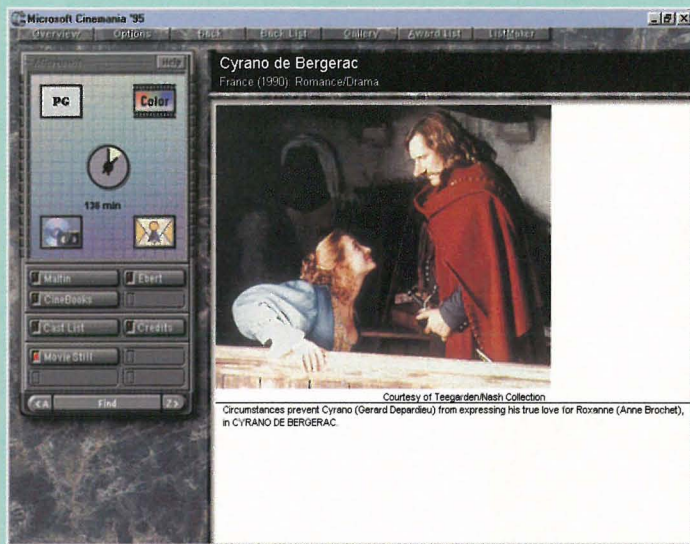 Microsoft Cinemania '95
Overview Options Back Back List Gallery Award List ListMaker
Help
Cyrano de Bergerac
France (1990): Romance/Drama
PG
Color
136 min
Maltin Ebert
CineBooks
Cast List Credits
Movie Still
<A Find Z>
Courtesy of Teegarden/Nash Collection
Circumstances prevent Cyrano (Gerard Depardieu) from expressing his true love for Roxanne (Anne Brochet),
in CYRANO DE BERGERAC.